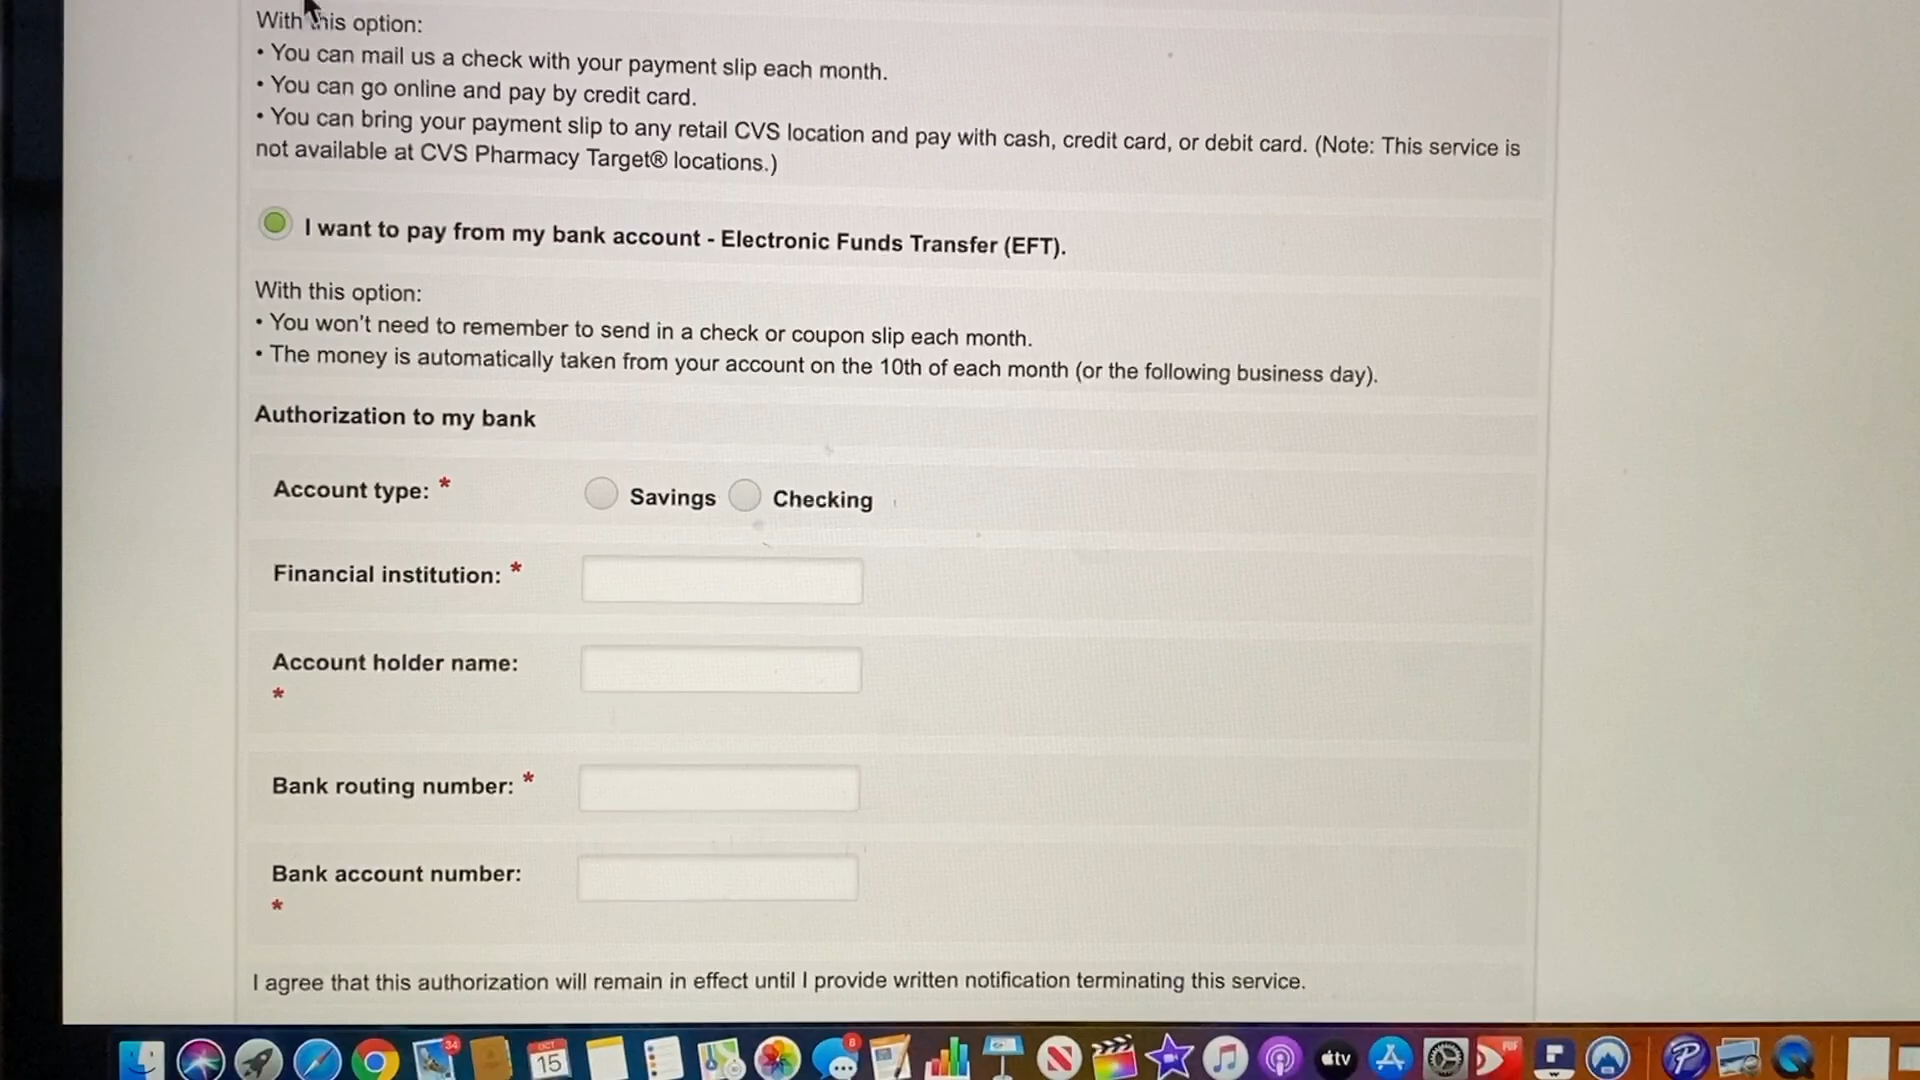 With this option:
• You can mail us a check with your payment slip each month.
• You can go online and pay by credit card.
• You can bring your payment slip to any retail CVS location and pay with cash, credit card, or debit card. (Note: This service is
not available at CVS Pharmacy Target® locations.)
I want to pay from my bank account - Electronic Funds Transfer (EFT).
With this option:
• You won't need to remember to send in a check or coupon slip each month.
• The money is automatically taken from your account on the 10th of each month (or the following business day).
Authorization to my bank
Account type: * Savings Checking
Financial institution: *
Account holder name:
*
Bank routing number: *
Bank account number:
*
I agree that this authorization will remain in effect until I provide written notification terminating this service.
34
OCT
15
8
tv
PDF